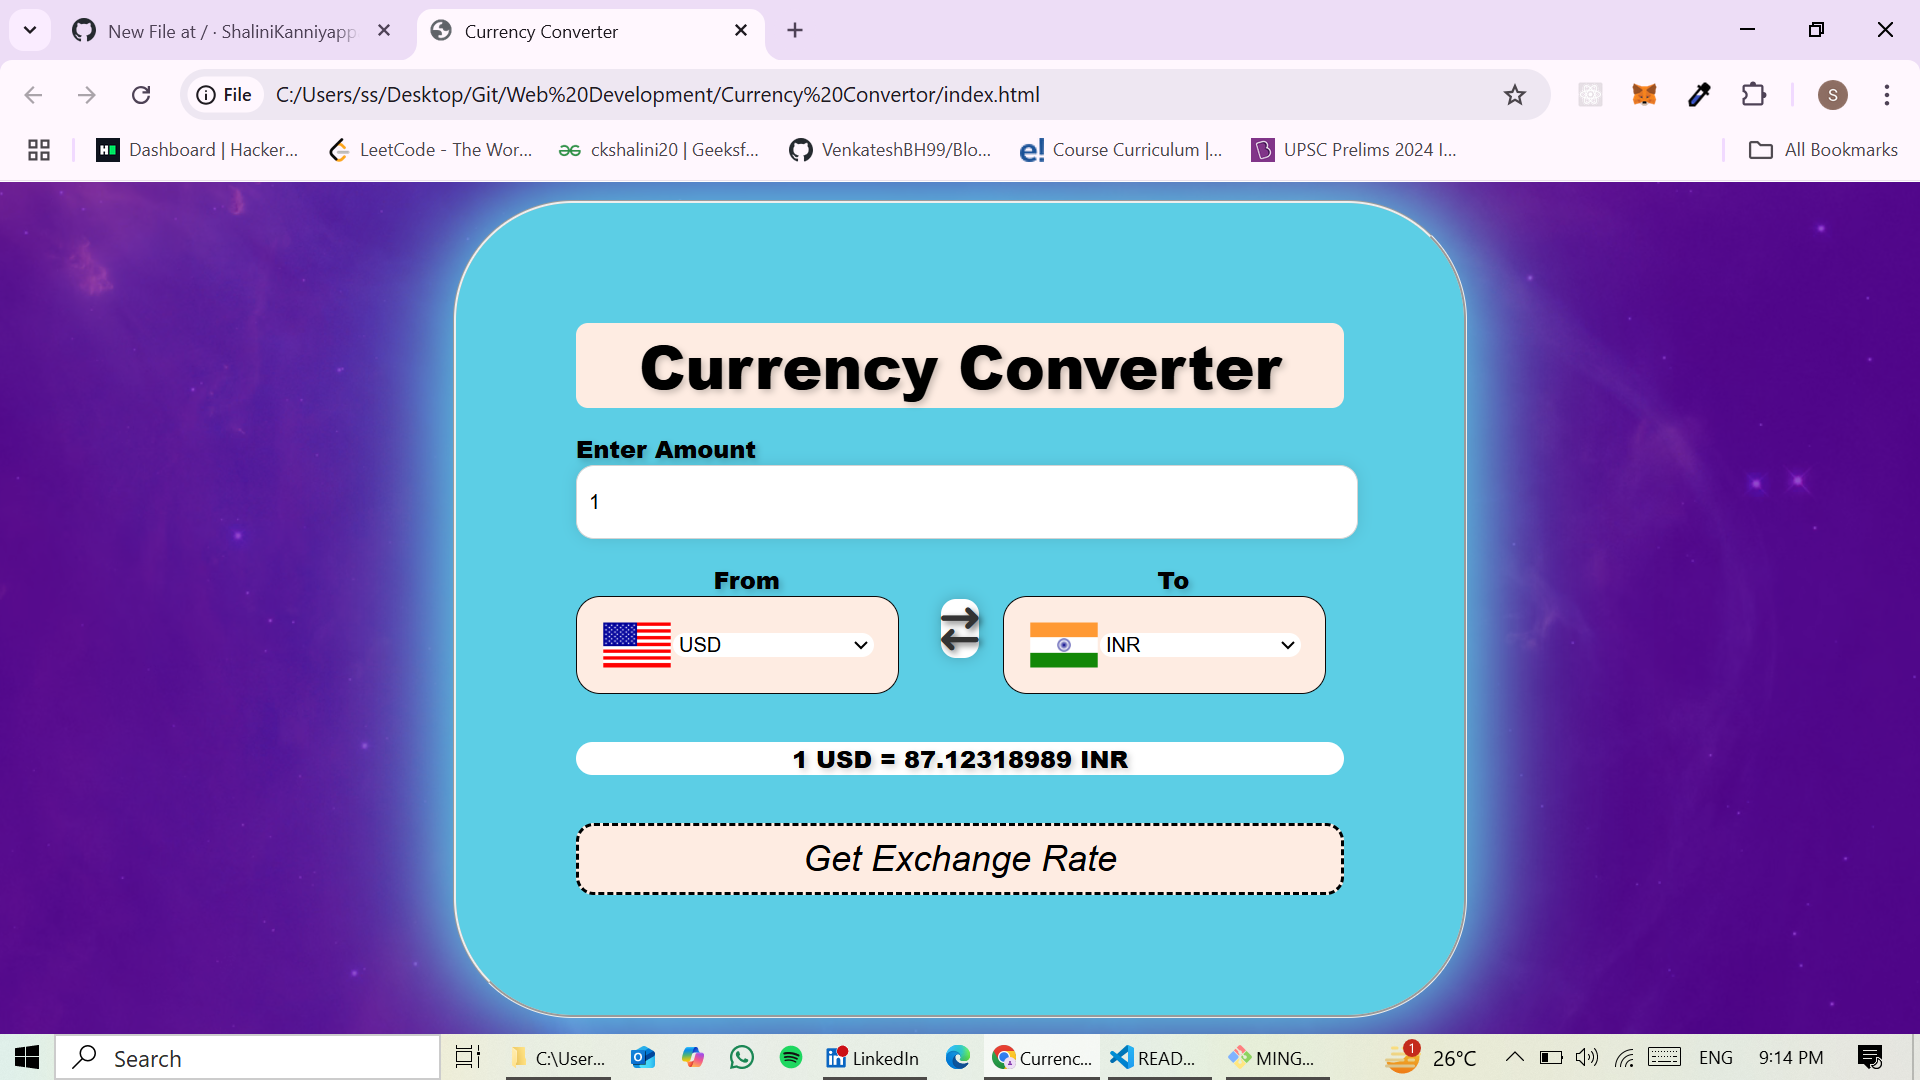 New File at / · ShaliniKanniyapp
Currency Converter
File
C:/Users/ss/Desktop/Git/Web%20Development/Currency%20Convertor/index.html
S
Dashboard | Hacker...
LeetCode - The Wor...
ckshalini20 | Geeksf...
VenkateshBH99/Blo...
e! Course Curriculum |...
UPSC Prelims 2024 I...
All Bookmarks
Currency Converter
Enter Amount
1
From
To
USD
INR
1 USD = 87.12318989 INR
Get Exchange Rate
Search
C:\User...
LinkedIn
Currenc...
READ...
MING...
1
26°C
ENG
9:14 PM